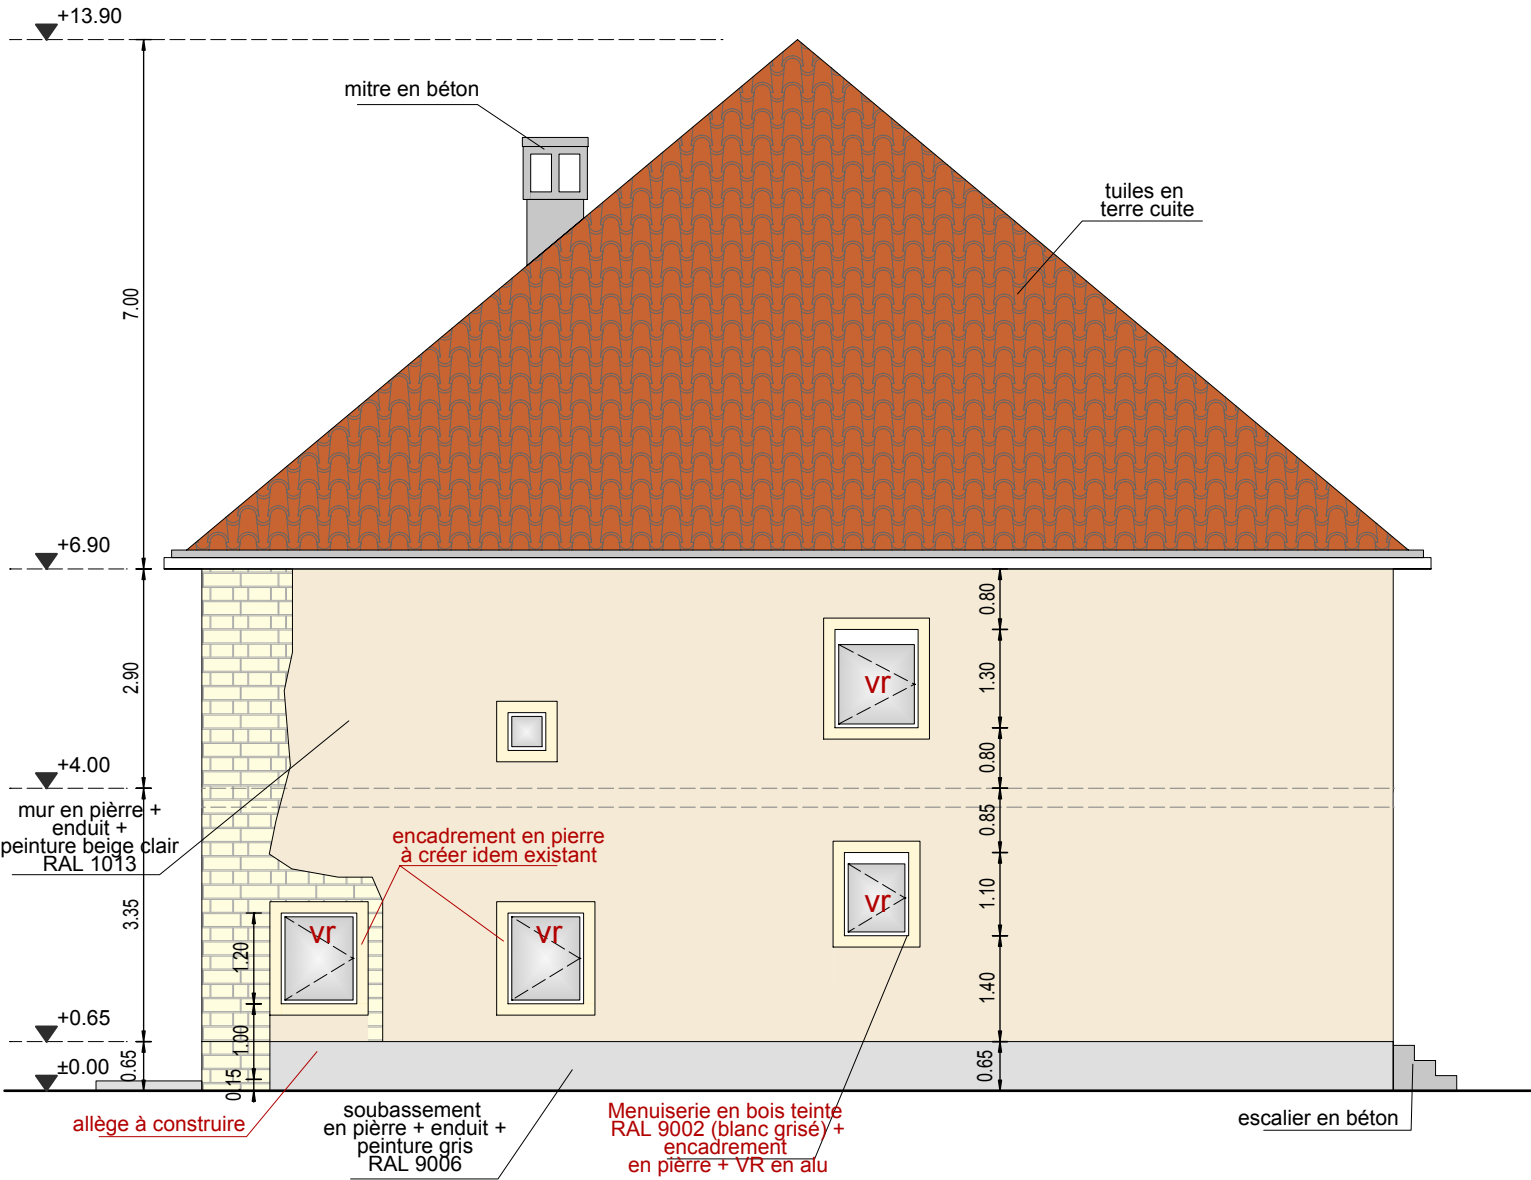 +13.90
mitre en béton
tuiles en
terre cuite
7.00
+6.90
0.80
2.90
1.30
vr
+4.00
0.80
mur en pièrre +
enduit +
peinture beige clair
RAL 1013
0.85
encadrement en pierre
à créer idem existant
3.35
1.10
vr
vr
vr
1.20
1.40
+0.65
1.00
±0.00
0.65
0.15
0.65
allège à construire
soubassement
en pièrre + enduit +
peinture gris
RAL 9006
Menuiserie en bois teinte
RAL 9002 (blanc grisé) +
encadrement
en pièrre + VR en alu
escalier en béton